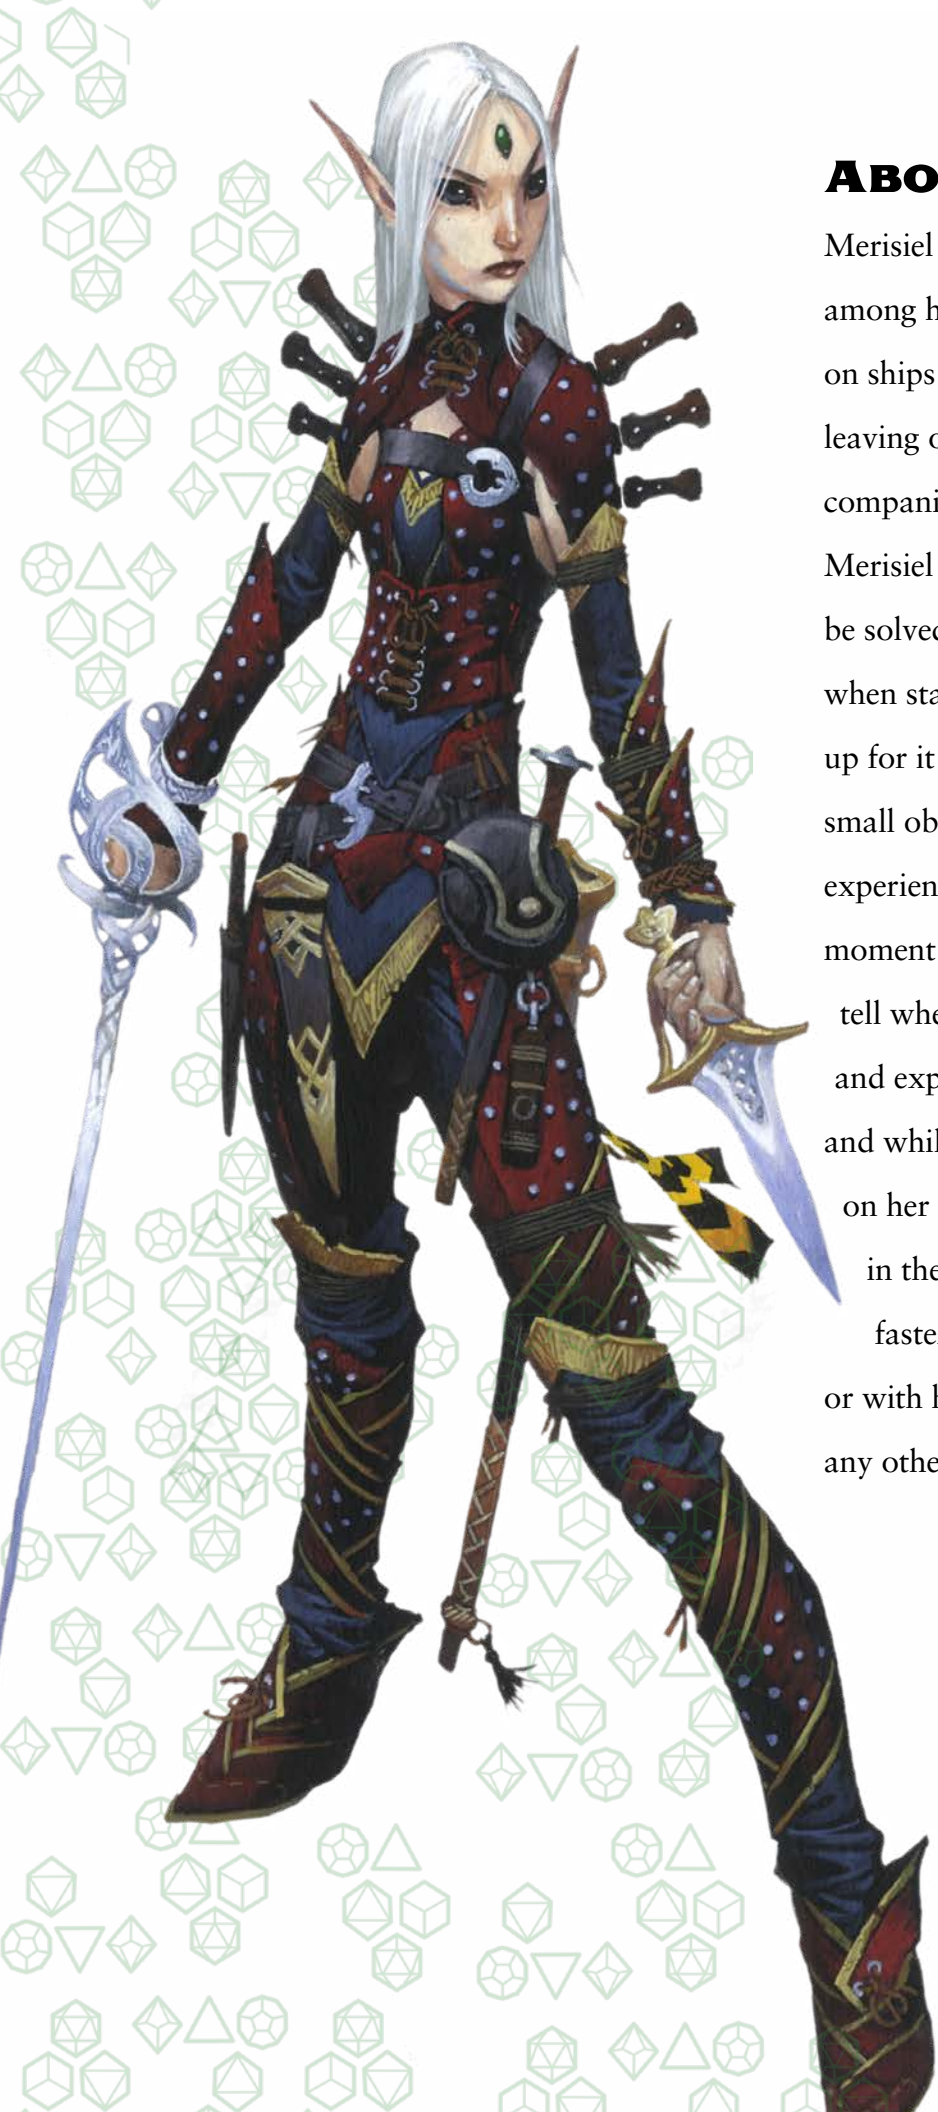 ABO
Merisiel
among h
on ships
leaving o
compani
Merisiel
be solved
when sta
up for it
small ob
experien
moment
tell whe
and exp
and whil
on her
in the
faste
or with h
any othe